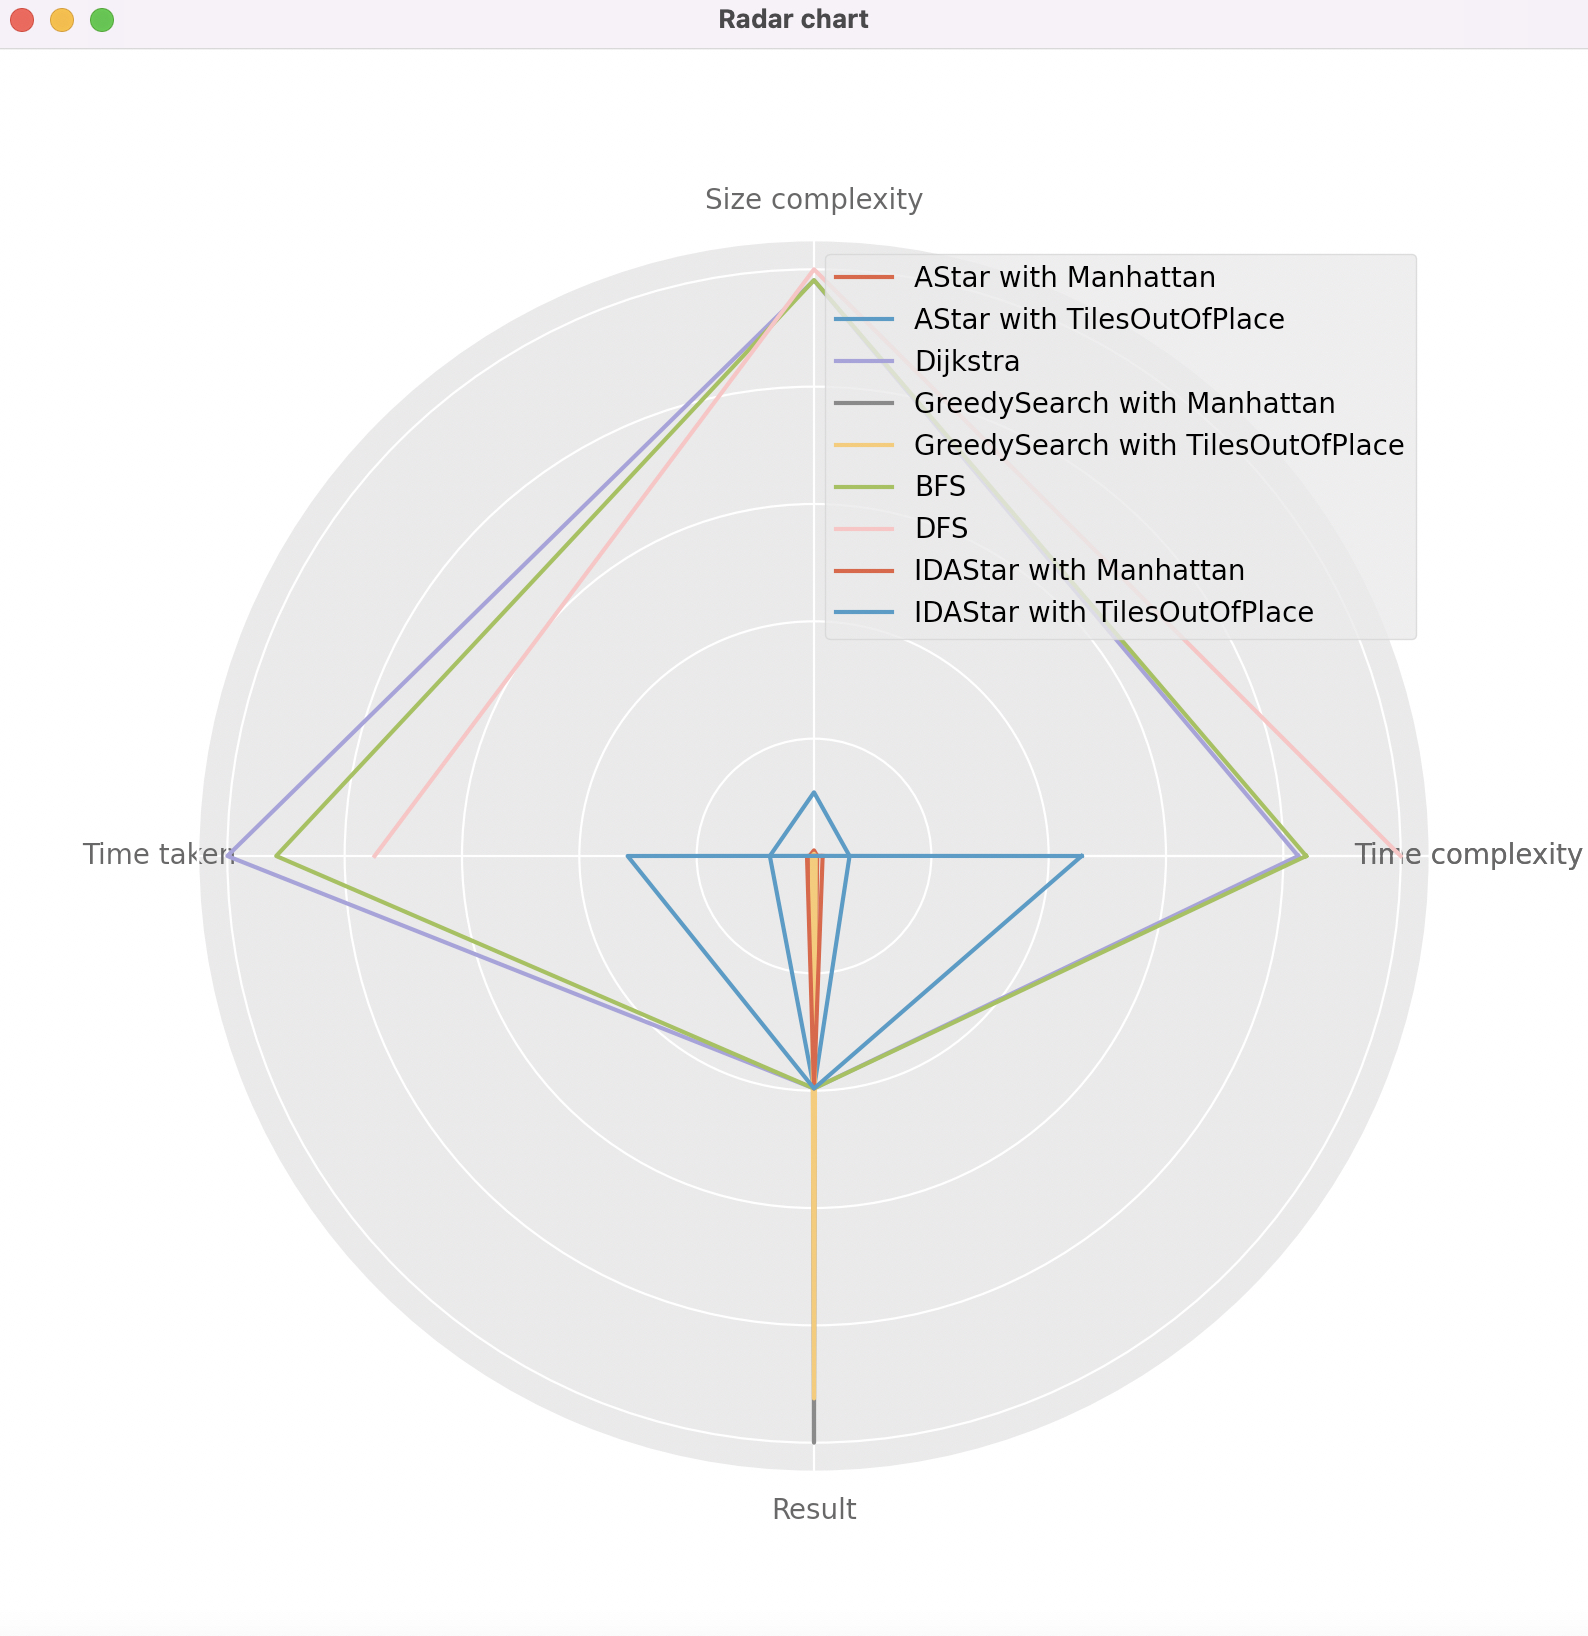 Radar chart
Size complexity
AStar with Manhattan
AStar with TilesOutOfPlace
Dijkstra
GreedySearch with Manhattan
GreedySearch with TilesOutOfPlace
BFS
DFS
IDAStar with Manhattan
IDAStar with TilesOutOfPlace
Time taken
Time complexity
Result